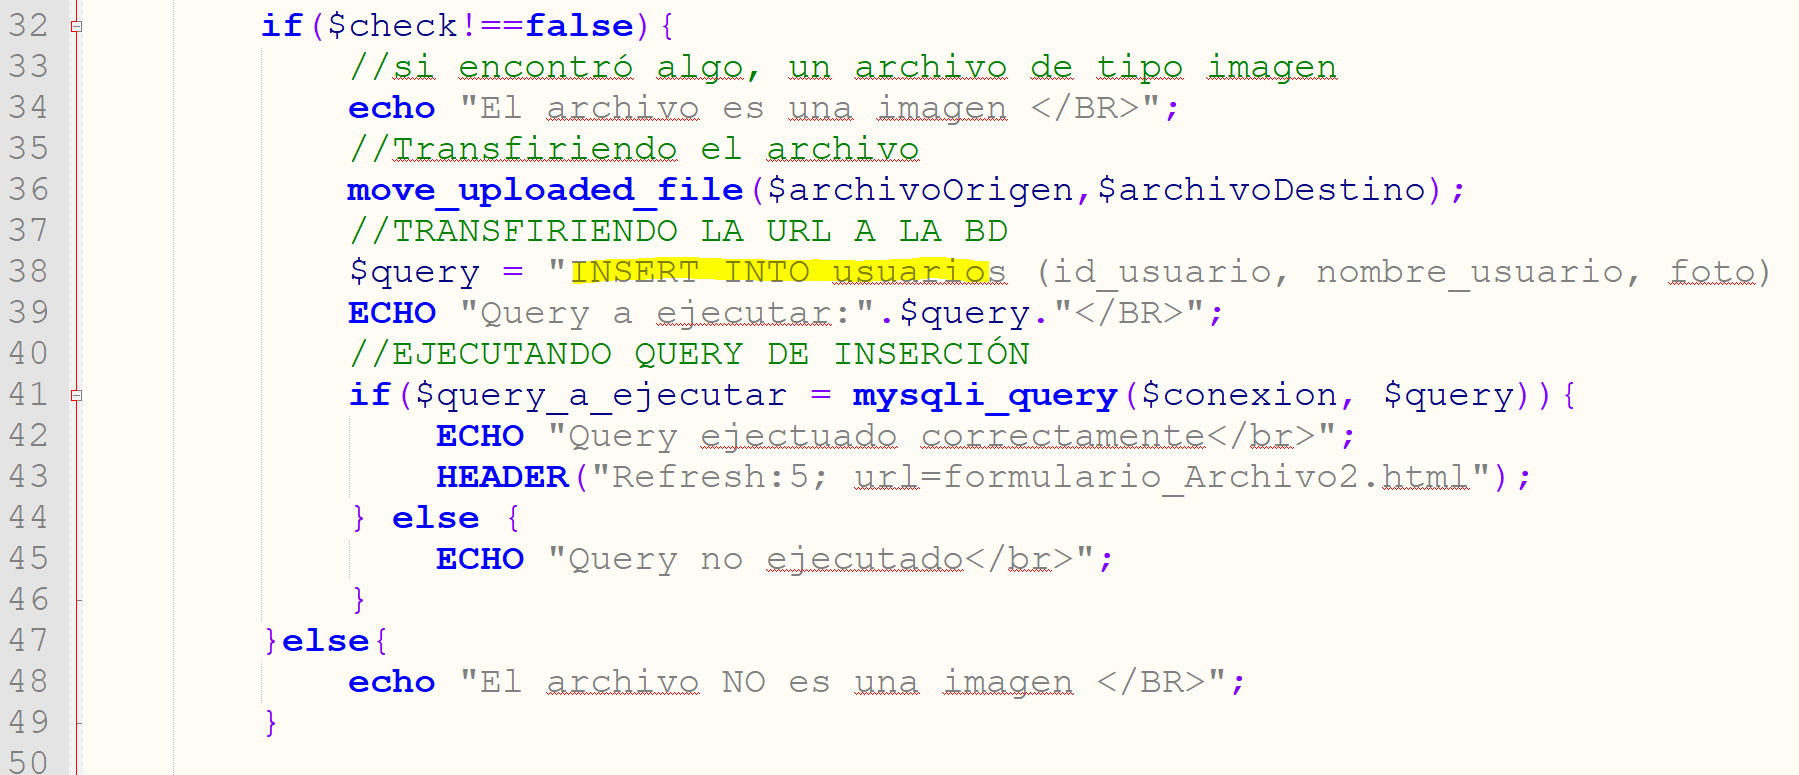 32 if($check!==false){
33 //si encontró algo, un archivo de tipo imagen
34 echo "El archivo es una imagen </BR>";
35 //Transfiriendo el archivo
36 move_uploaded_file($archivoOrigen,$archivoDestino);
37 //TRANSFIRIENDO LA URL A LA BD
38 $query = "INSERT INTO usuarios (id_usuario, nombre_usuario, foto)
39 ECHO "Query a ejecutar:".$query."</BR>";
40 //EJECUTANDO QUERY DE INSERCIÓN
41 if($query_a_ejecutar = mysqli_query($conexion, $query)){
42 ECHO "Query ejectuado correctamente</br>";
43 HEADER("Refresh:5; url=formulario_Archivo2.html");
44 } else {
45 ECHO "Query no ejecutado</br>";
46 }
47 }else{
48 echo "El archivo NO es una imagen </BR>";
49 }
50